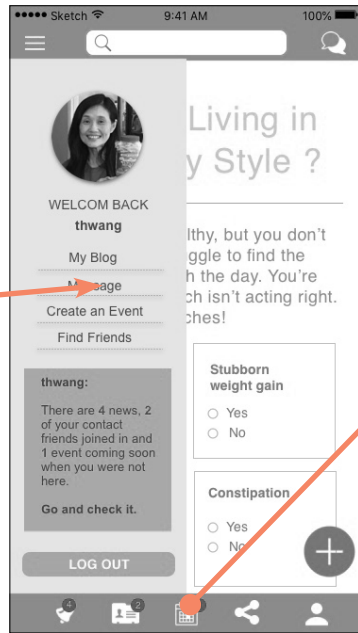 Sketch 9:41 AM 100%
Living in
y Style ?
WELCOM BACK
thwang
My Blog
Create an Event
Find Friends
lthy, but you don't
ggle to find the
h the day. You're
ch isn't acting right.
ches!
thwang:
There are 4 news, 2
of your contact
friends joined in and
1 event coming soon
when you were not
here.
Go and check it.
LOG OUT
Stubborn
weight gain
Yes
No
Constipation
Yes
No
4
2